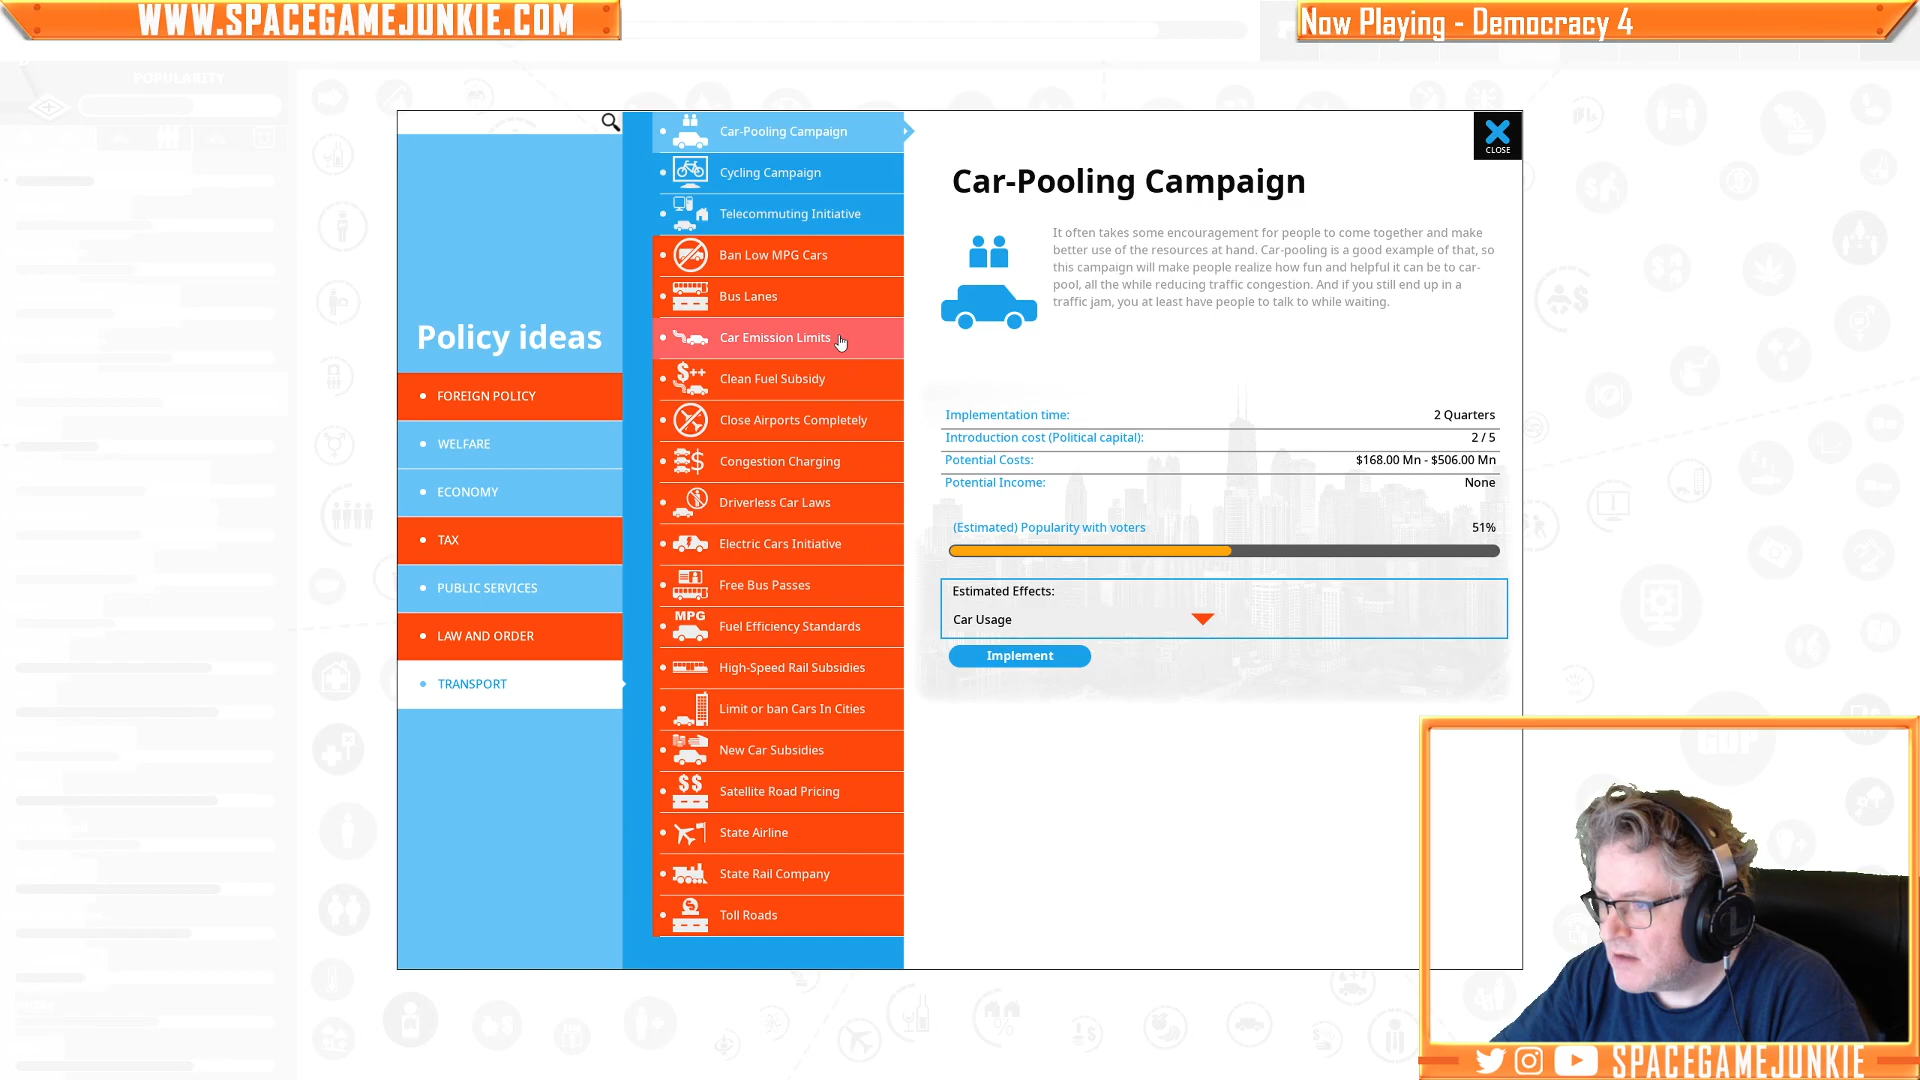 WWW.SPACEGAMEJUNKIE.COM
Now Playing - Democracy 4
POPULARITY
Policy ideas
FOREIGN POLICY
WELFARE
ECONOMY
TAX
PUBLIC SERVICES
LAW AND ORDER
TRANSPORT
Car-Pooling Campaign
Cycling Campaign
Telecommuting Initiative
Ban Low MPG Cars
Bus Lanes
Car Emission Limits
$++
Clean Fuel Subsidy
Close Airports Completely
$
Congestion Charging
Driverless Car Laws
Electric Cars Initiative
Free Bus Passes
MPG
Fuel Efficiency Standards
High-Speed Rail Subsidies
Limit or ban Cars In Cities
New Car Subsidies
$$
Satellite Road Pricing
State Airline
State Rail Company
Toll Roads
CLOSE
Car-Pooling Campaign
It often takes some encouragement for people to come together and make
better use of the resources at hand. Car-pooling is a good example of that, so
this campaign will make people realize how fun and helpful it can be to car-
pool, all the while reducing traffic congestion. And if you still end up in a
traffic jam, you at least have people to talk to while waiting.
Implementation time: 2 Quarters
Introduction cost (Political capital): 2 / 5
Potential Costs: $168.00 Mn - $506.00 Mn
Potential Income: None
(Estimated) Popularity with voters 51%
Estimated Effects:
Car Usage
Implement
GDP
SPACEGAMEJUNKIE